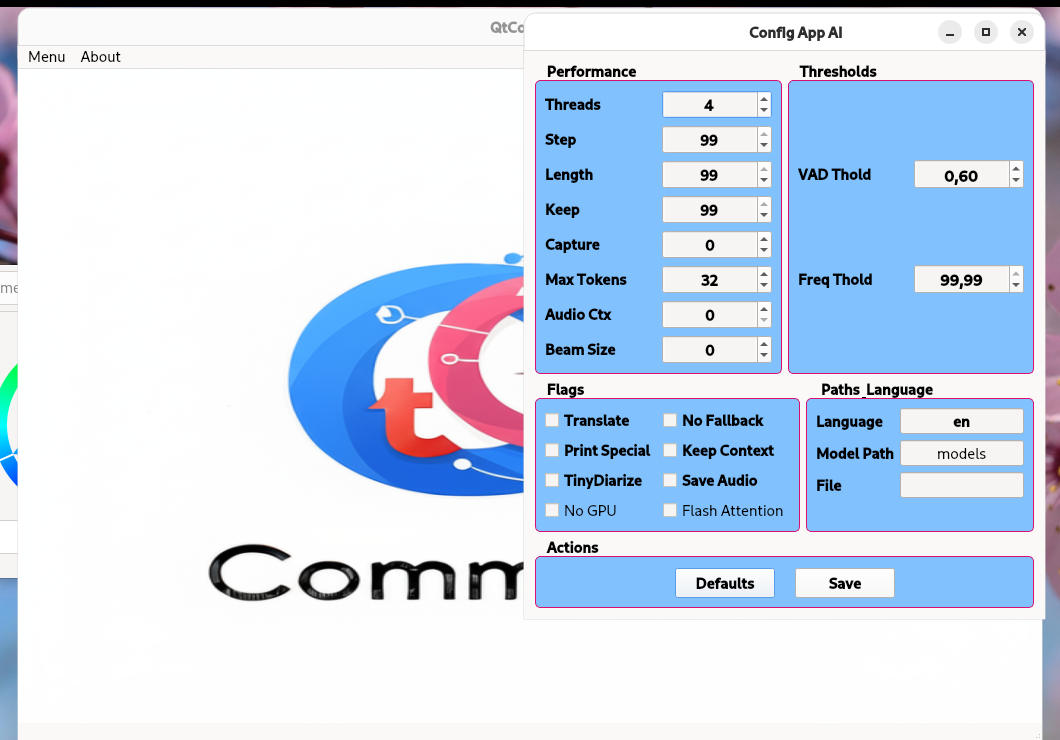 Config App AI
Menu About
Performance
Threads 4
Step 99
Length 99
Keep 99
Capture 0
Max Tokens 32
Audio Ctx 0
Beam Size 0
Thresholds
VAD Thold 0,60
Freq Thold 99,99
Flags
Translate No Fallback
Print Special Keep Context
TinyDiarize Save Audio
No GPU Flash Attention
Paths_Language
Language en
Model Path models
File
Actions
Defaults Save
t